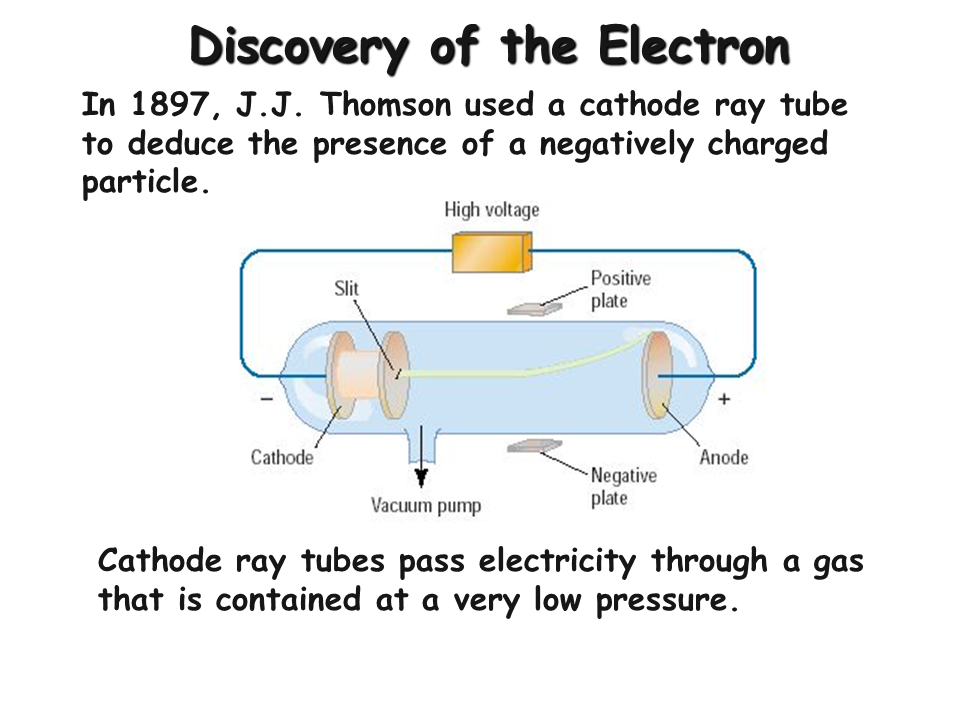 Discovery of the Electron
In 1897, J.J. Thomson used a cathode ray tube
to deduce the presence of a negatively charged
particle.
High voltage
Slit
Positive
plate
−
+
Cathode
Anode
Negative
plate
Vacuum pump
Cathode ray tubes pass electricity through a gas
that is contained at a very low pressure.